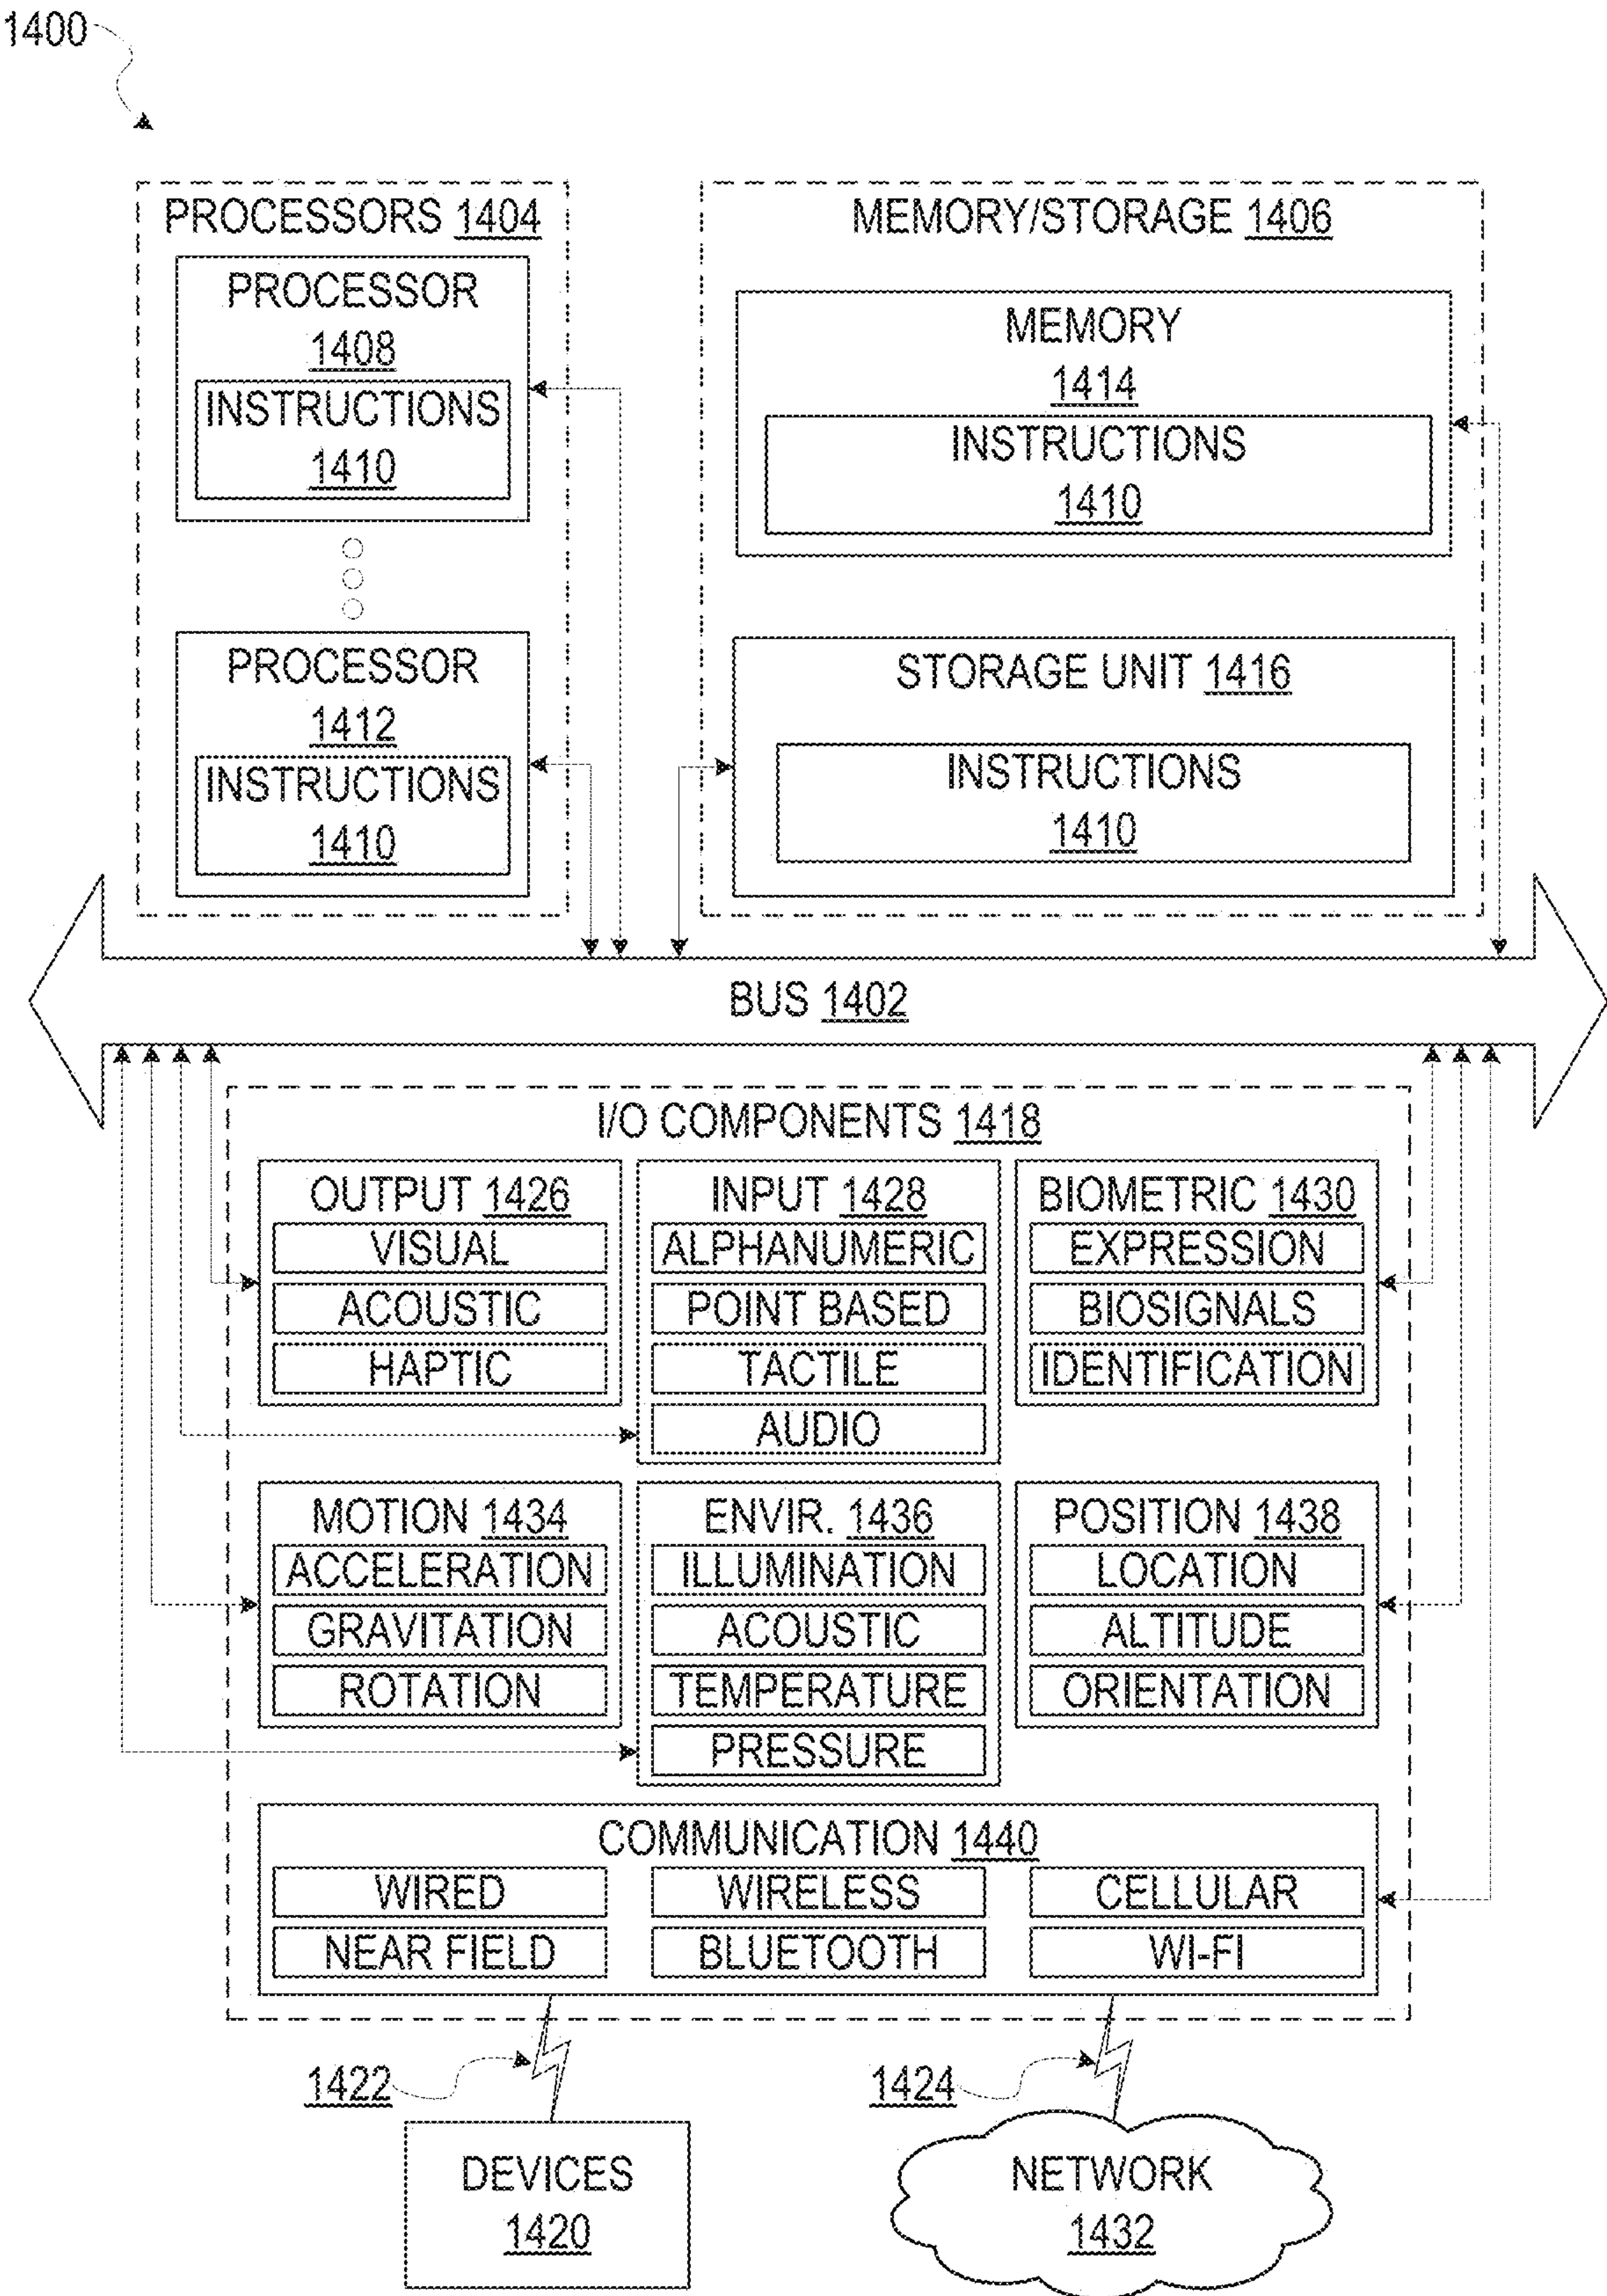 1400
PROCESSORS 1404
PROCESSOR
1408
INSTRUCTIONS
1410
PROCESSOR
1412
INSTRUCTIONS
1410
MEMORY/STORAGE 1406
MEMORY
1414
INSTRUCTIONS
1410
STORAGE UNIT 1416
INSTRUCTIONS
1410
BUS 1402
I/O COMPONENTS 1418
OUTPUT 1426
VISUAL
ACOUSTIC
HAPTIC
INPUT 1428
ALPHANUMERIC
POINT BASED
TACTILE
AUDIO
BIOMETRIC 1430
EXPRESSION
BIOSIGNALS
IDENTIFICATION
MOTION 1434
ACCELERATION
GRAVITATION
ROTATION
ENVIR. 1436
ILLUMINATION
ACOUSTIC
TEMPERATURE
PRESSURE
POSITION 1438
LOCATION
ALTITUDE
ORIENTATION
COMMUNICATION 1440
WIRED
WIRELESS
CELLULAR
NEAR FIELD
BLUETOOTH
WI-FI
1422
1424
DEVICES
1420
NETWORK
1432